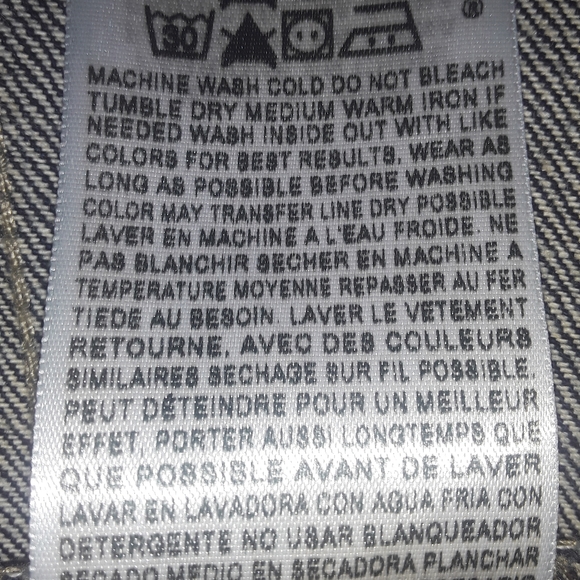 30
®
MACHINE WASH COLD DO NOT BLEACH
TUMBLE DRY MEDIUM WARM IRON IF
NEEDED WASH INSIDE OUT WITH LIKE
COLORS FOR BEST RESULTS, WEAR AS
LONG AS POSSIBLE BEFORE WASHING
COLOR MAY TRANSFER LINE DRY POSSIBLE
LAVER EN MACHINE A L'EAU FROIDE. NE
PAS BLANCHIR SECHER EN MACHINE A
TEMPERATURE MOYENNE REPASSER AU FER
TIEDE AU BESOIN. LAVER LE VETEMENT
RETOURNE, AVEC DES COULEURS
SIMILAIRES SECHAGE SUR FIL POSSIBLE.
PEUT DÉTEINDRE POUR UN MEILLEUR
EFFET, PORTER AUSSI LONGTEMPS QUE
QUE POSSIBLE AVANT DE LAVER
LAVAR EN LAVADORA CON AGUA FRIA CON
DETERGENTE NO USAR BLANQUEADOR
SECADO MEDIO EN SECADORA PLANCHAR